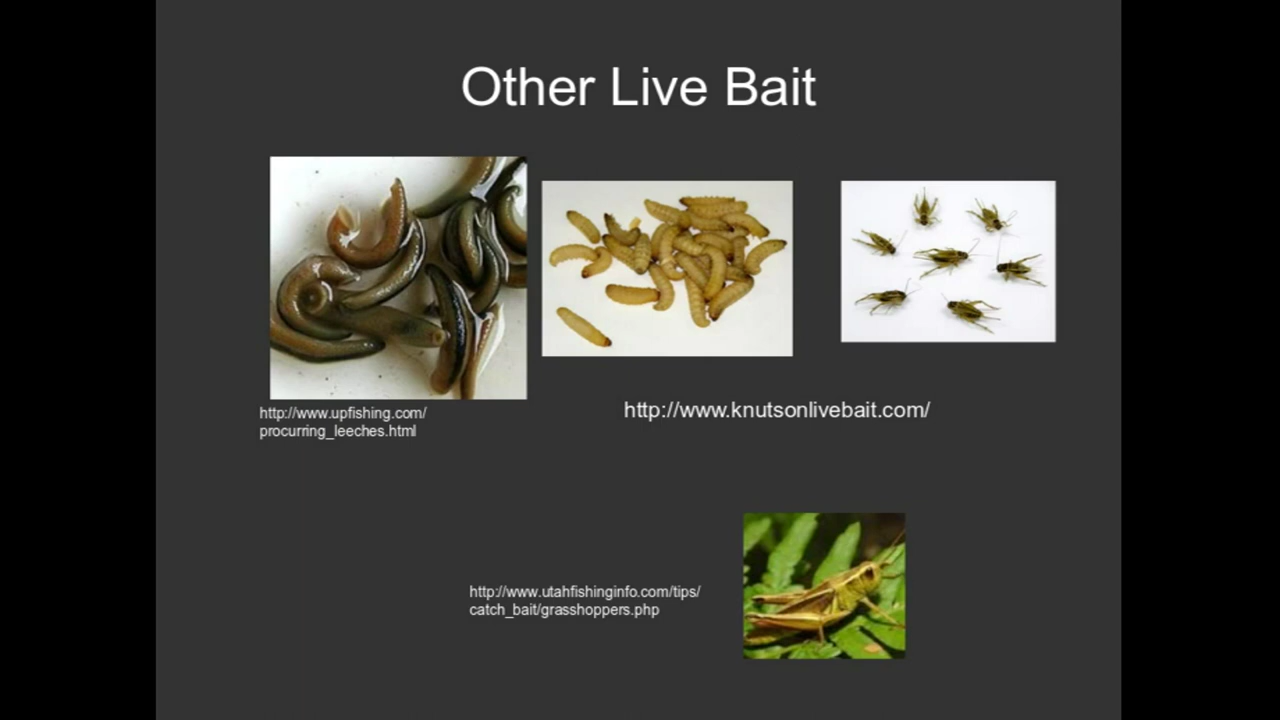 Other Live Bait
http://www.upfishing.com/
procurring_leeches.html
http://www.knutsonlivebait.com/
http://www.utahfishinginfo.com/tips/
catch_bait/grasshoppers.php